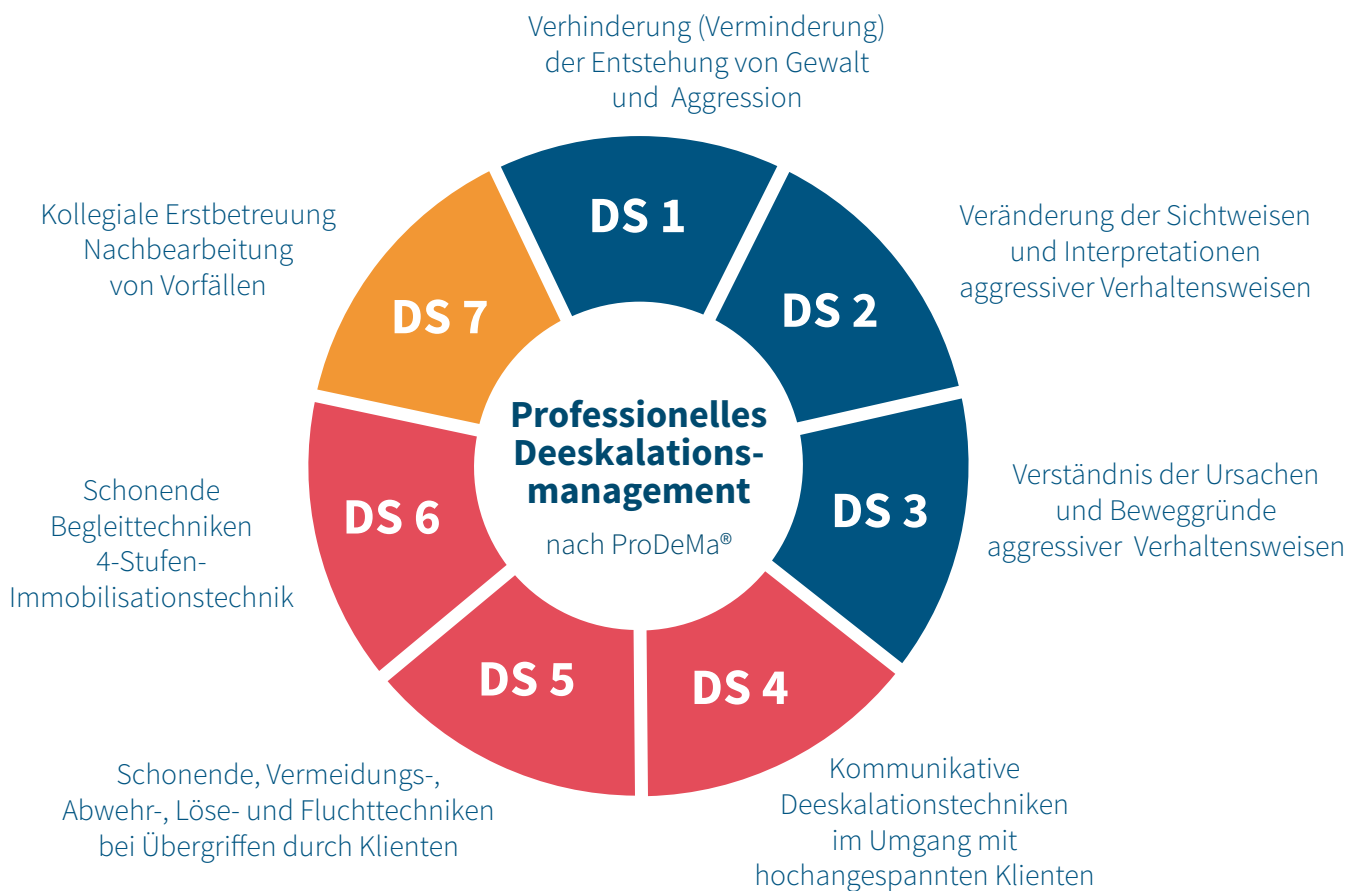 Verhinderung (Verminderung)
der Entstehung von Gewalt
und Aggression
DS 1
Veränderung der Sichtweisen
und Interpretationen
aggressiver Verhaltensweisen
DS 2
Verständnis der Ursachen
und Beweggründe
aggressiver Verhaltensweisen
DS 3
Kommunikative
Deeskalationstechniken
im Umgang mit
hochangespannten Klienten
DS 4
Schonende, Vermeidungs-,
Abwehr-, Löse- und Fluchttechniken
bei Übergriffen durch Klienten
DS 5
Schonende
Begleittechniken
4-Stufen-
Immobilisationstechnik
DS 6
Kollegiale Erstbetreuung
Nachbearbeitung
von Vorfällen
DS 7
Professionelles
Deeskalations-
management
nach ProDeMa®